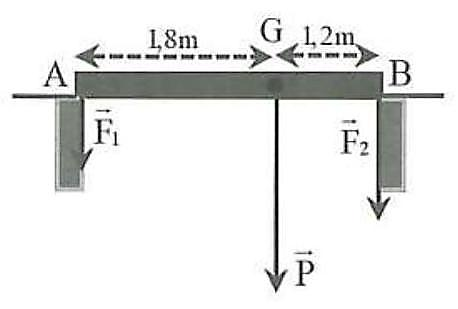 1,8m G 1,2m
A B
F⃗₁ F⃗₂
P⃗